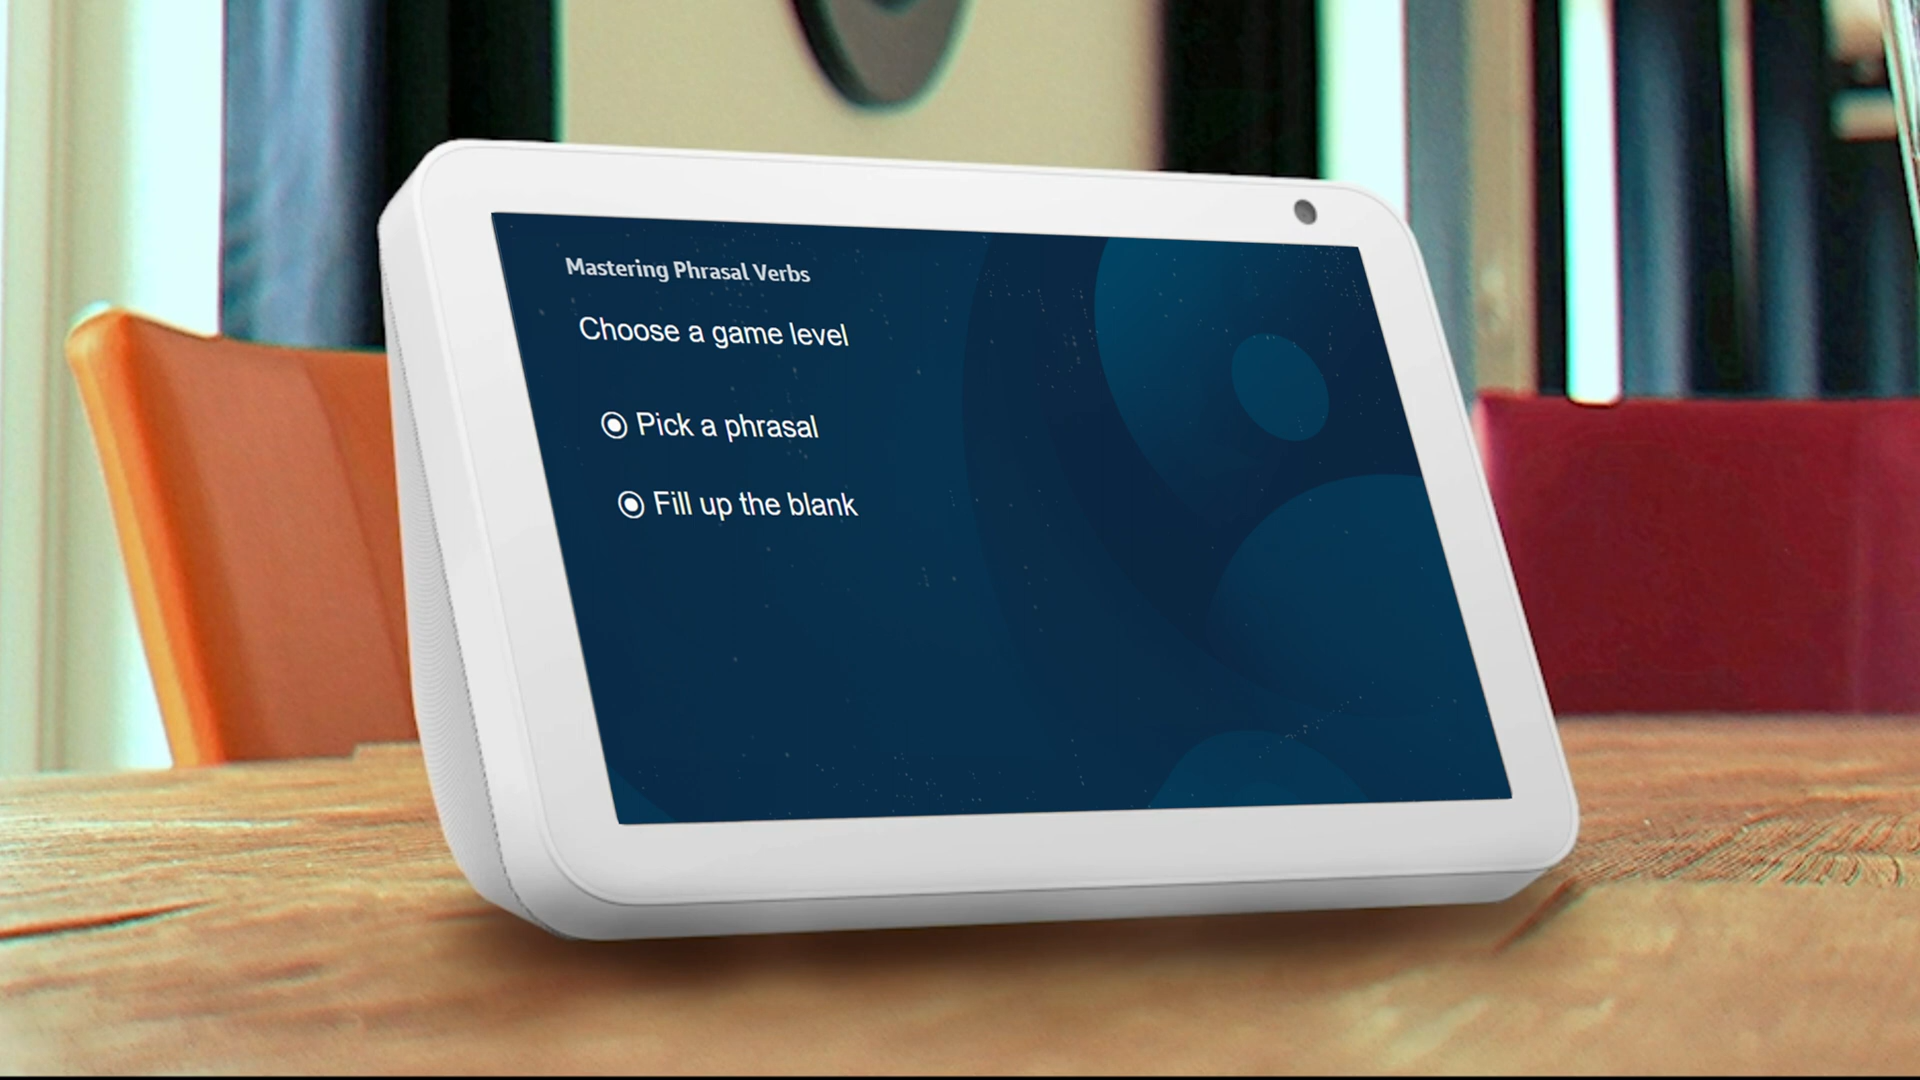 Mastering Phrasal Verbs
Choose a game level
Pick a phrasal
Fill up the blank